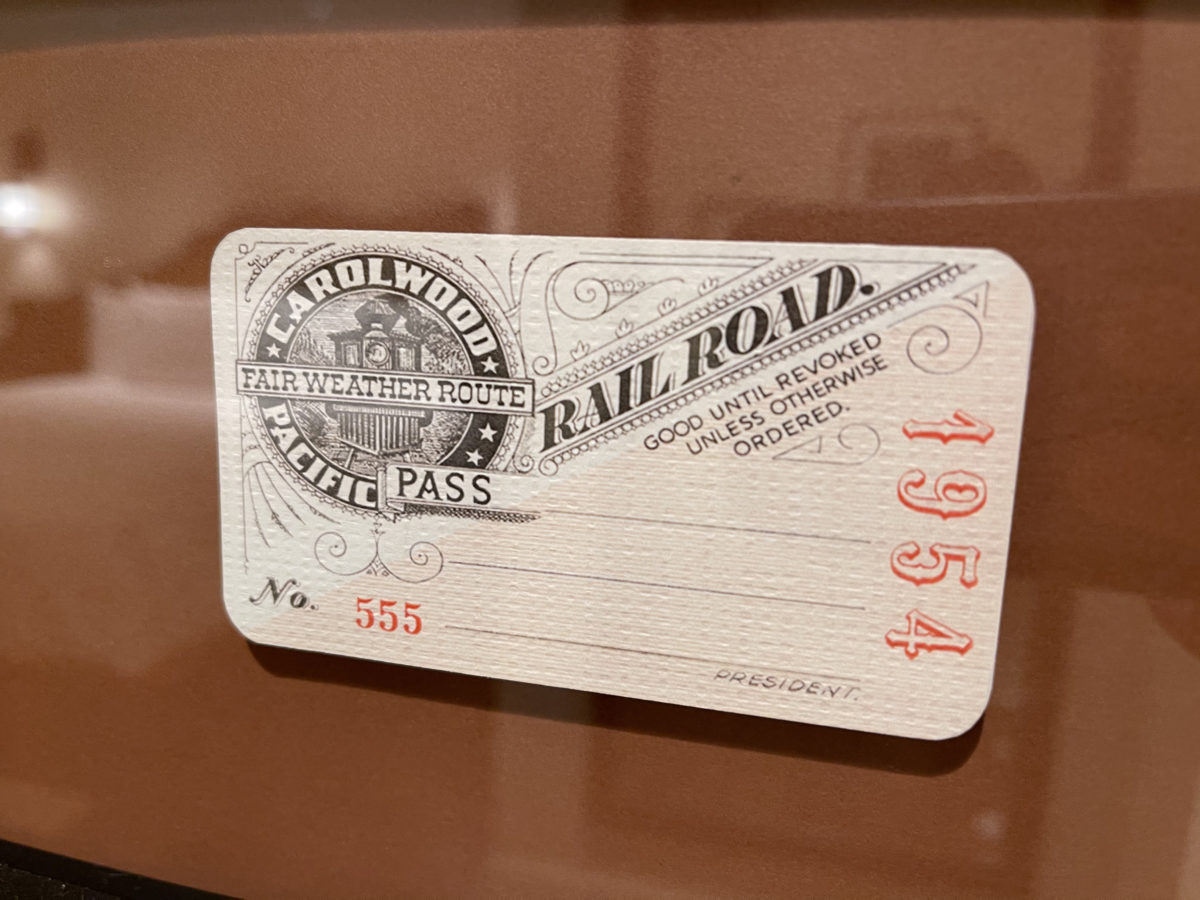 CAROLWOOD
FAIR WEATHER ROUTE
PACIFIC
RAIL ROAD.
GOOD UNTIL REVOKED
UNLESS OTHERWISE
ORDERED.
PASS
1954
No. 555
PRESIDENT.